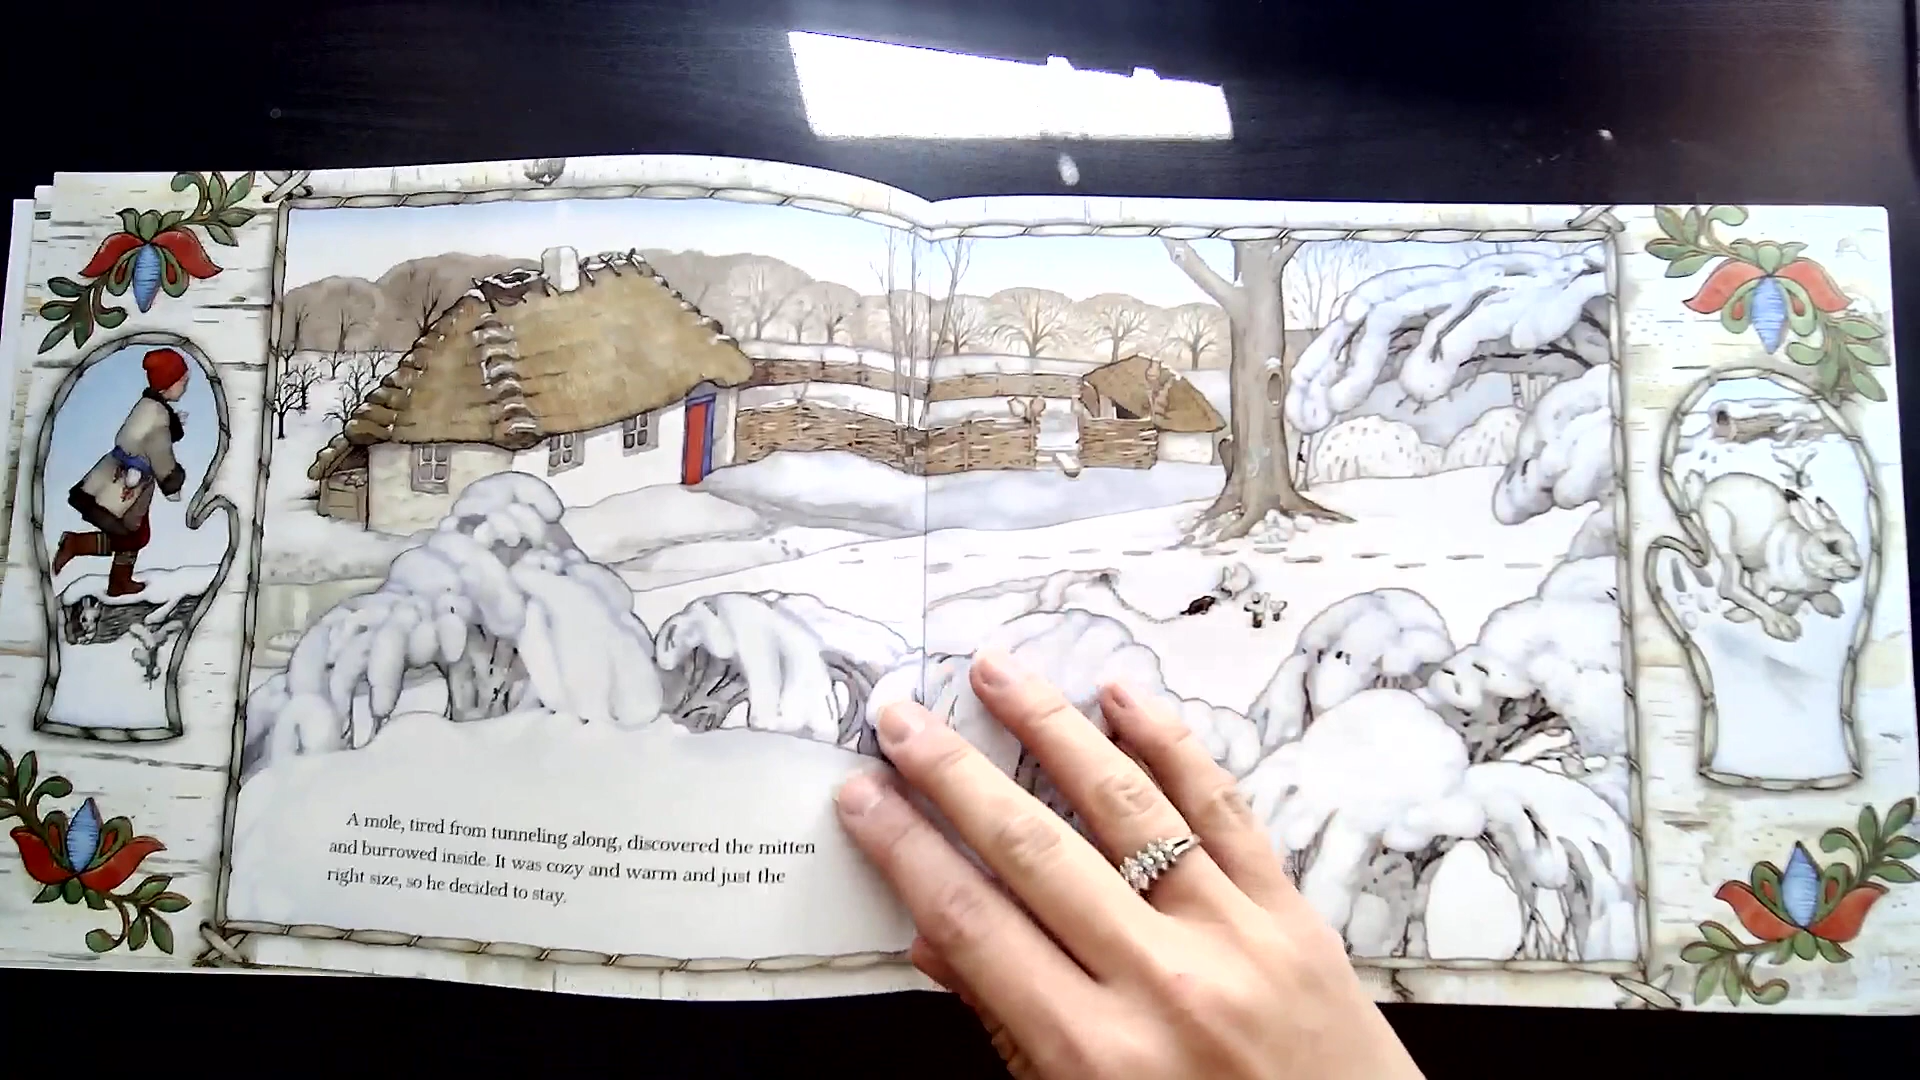 A mole, tired from tunneling along, discovered the mitten
and burrowed inside. It was cozy and warm and just the
right size, so he decided to stay.